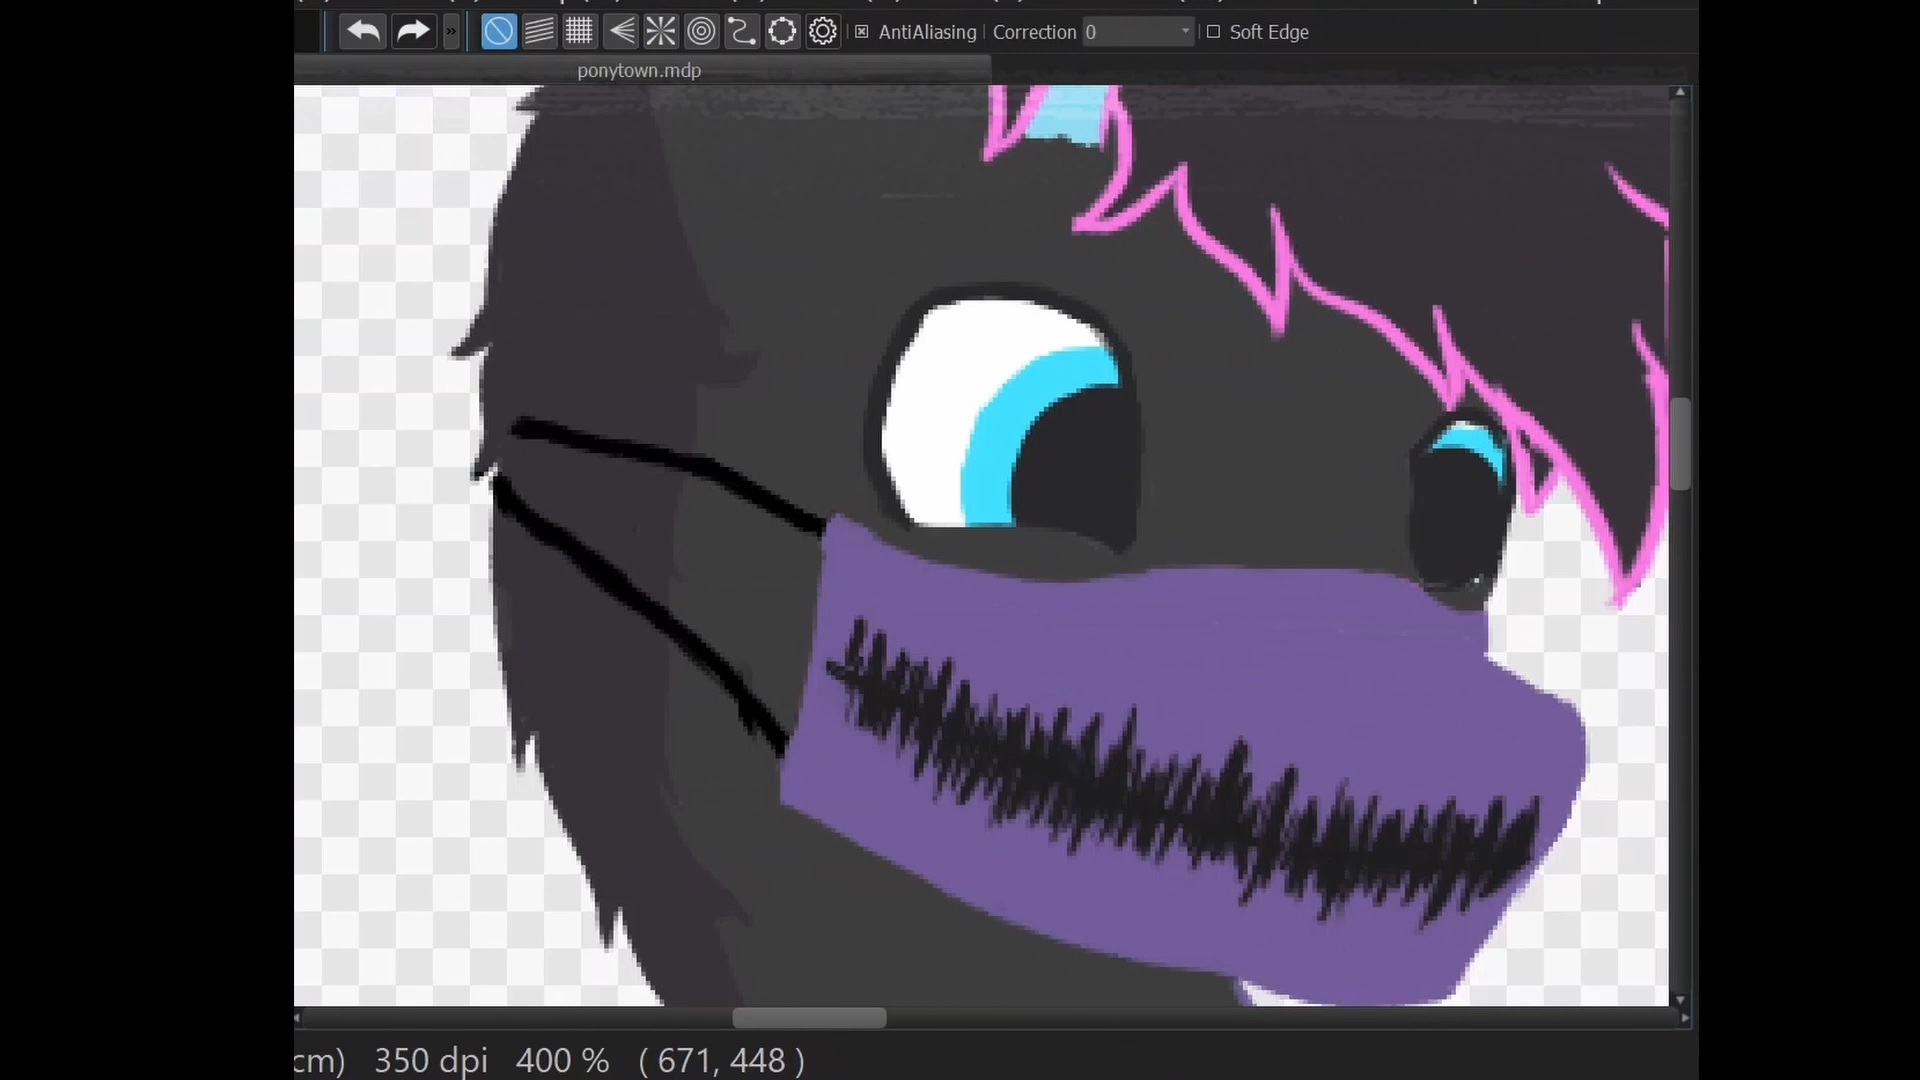 » AntiAliasing Correction 0 Soft Edge
ponytown.mdp
cm) 350 dpi 400 % ( 671, 448 )